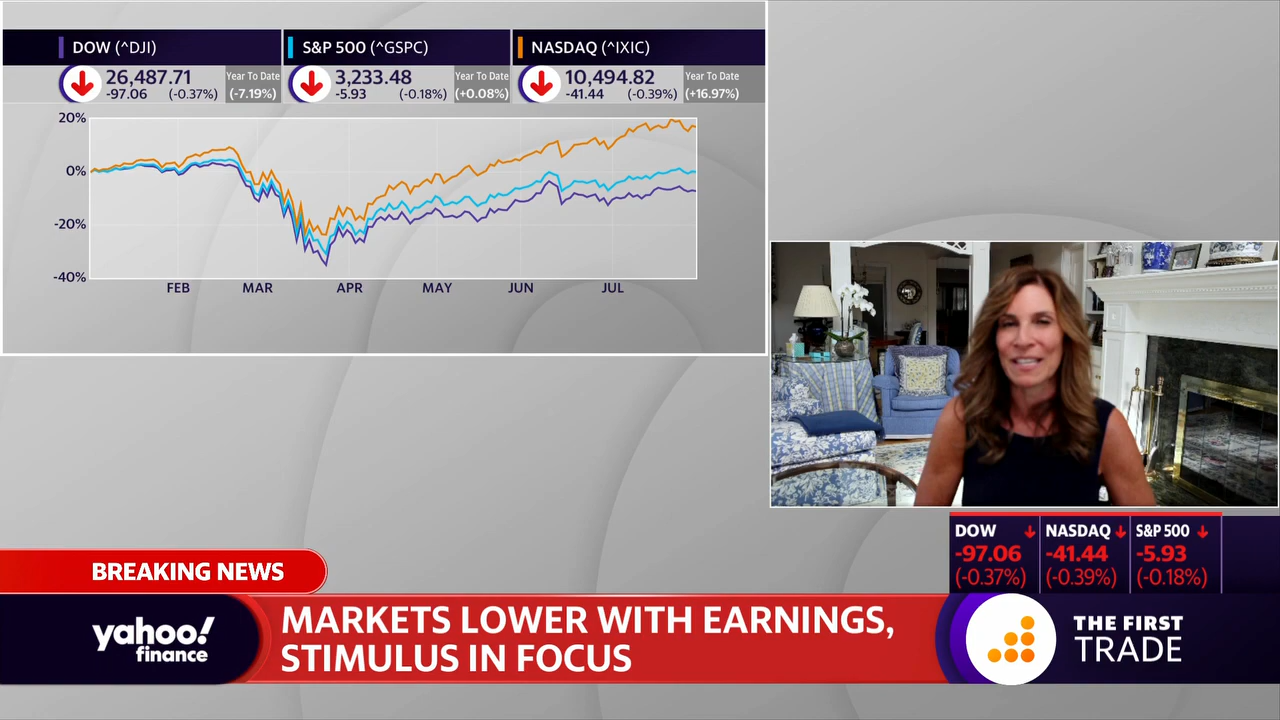 DOW (^DJI)
26,487.71
-97.06 (-0.37%)
Year To Date
(-7.19%)
S&P 500 (^GSPC)
3,233.48
-5.93 (-0.18%)
Year To Date
(+0.08%)
NASDAQ (^IXIC)
10,494.82
-41.44 (-0.39%)
Year To Date
(+16.97%)
20%
0%
-20%
-40%
FEB MAR APR MAY JUN JUL
DOW
-97.06
(-0.37%)
NASDAQ
-41.44
(-0.39%)
S&P 500
-5.93
(-0.18%)
BREAKING NEWS
yahoo!
finance
MARKETS LOWER WITH EARNINGS,
STIMULUS IN FOCUS
THE FIRST
TRADE